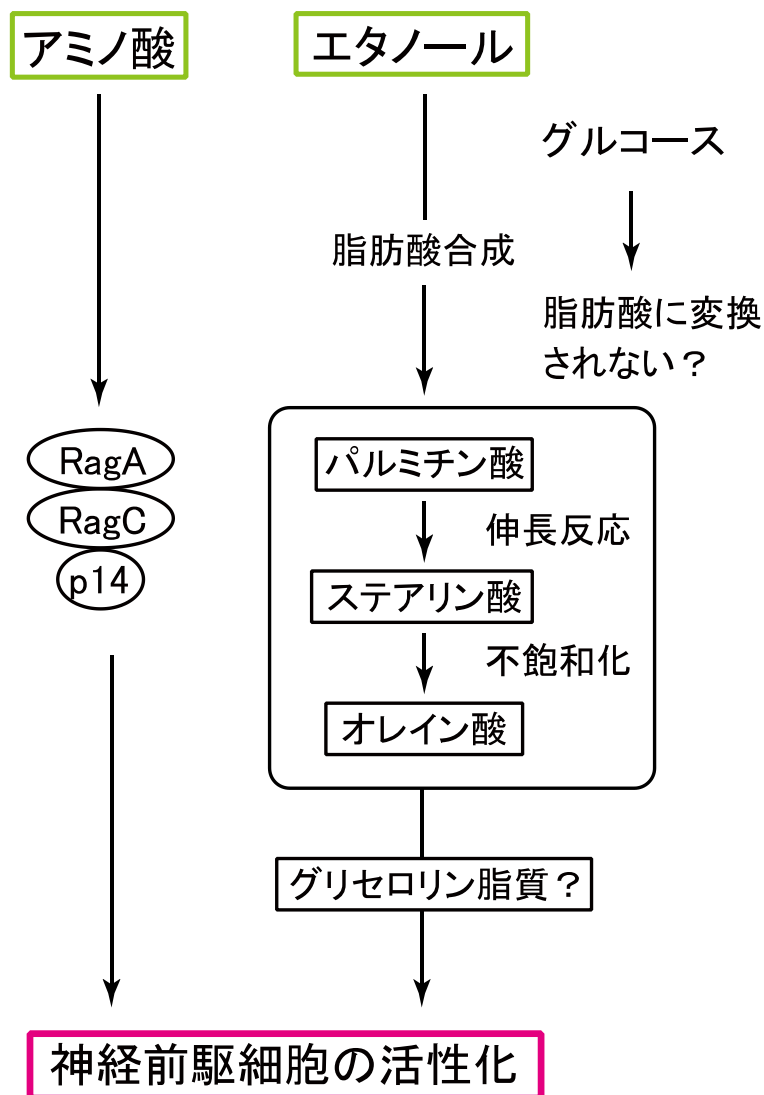 アミノ酸
エタノール
グルコース
脂肪酸合成
脂肪酸に変換
されない？
RagA
RagC
p14
パルミチン酸
伸長反応
ステアリン酸
不飽和化
オレイン酸
グリセロリン脂質？
神経前駆細胞の活性化